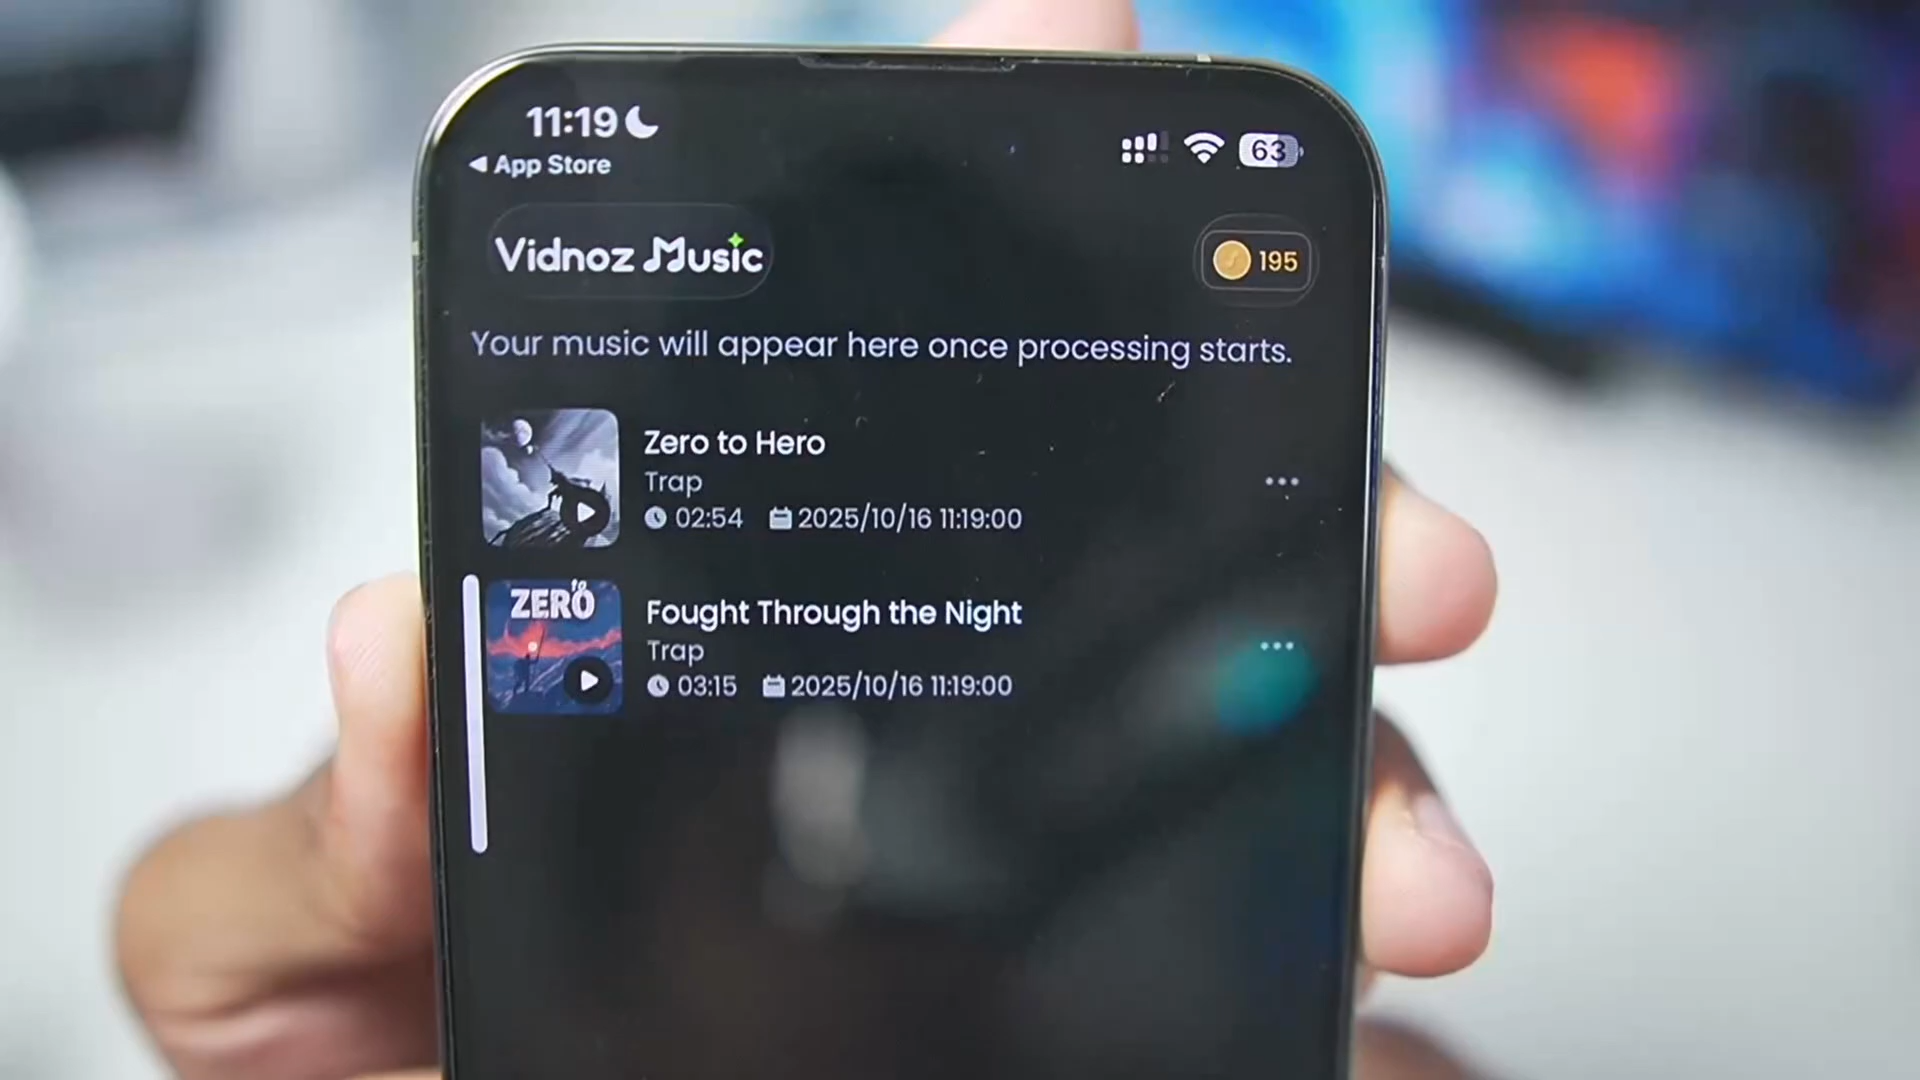 11:19
63
◀ App Store
Vidnoz Music
195
Your music will appear here once processing starts.
Zero to Hero
Trap
02:54 2025/10/16 11:19:00
to
ZERO
Fought Through the Night
Trap
03:15 2025/10/16 11:19:00